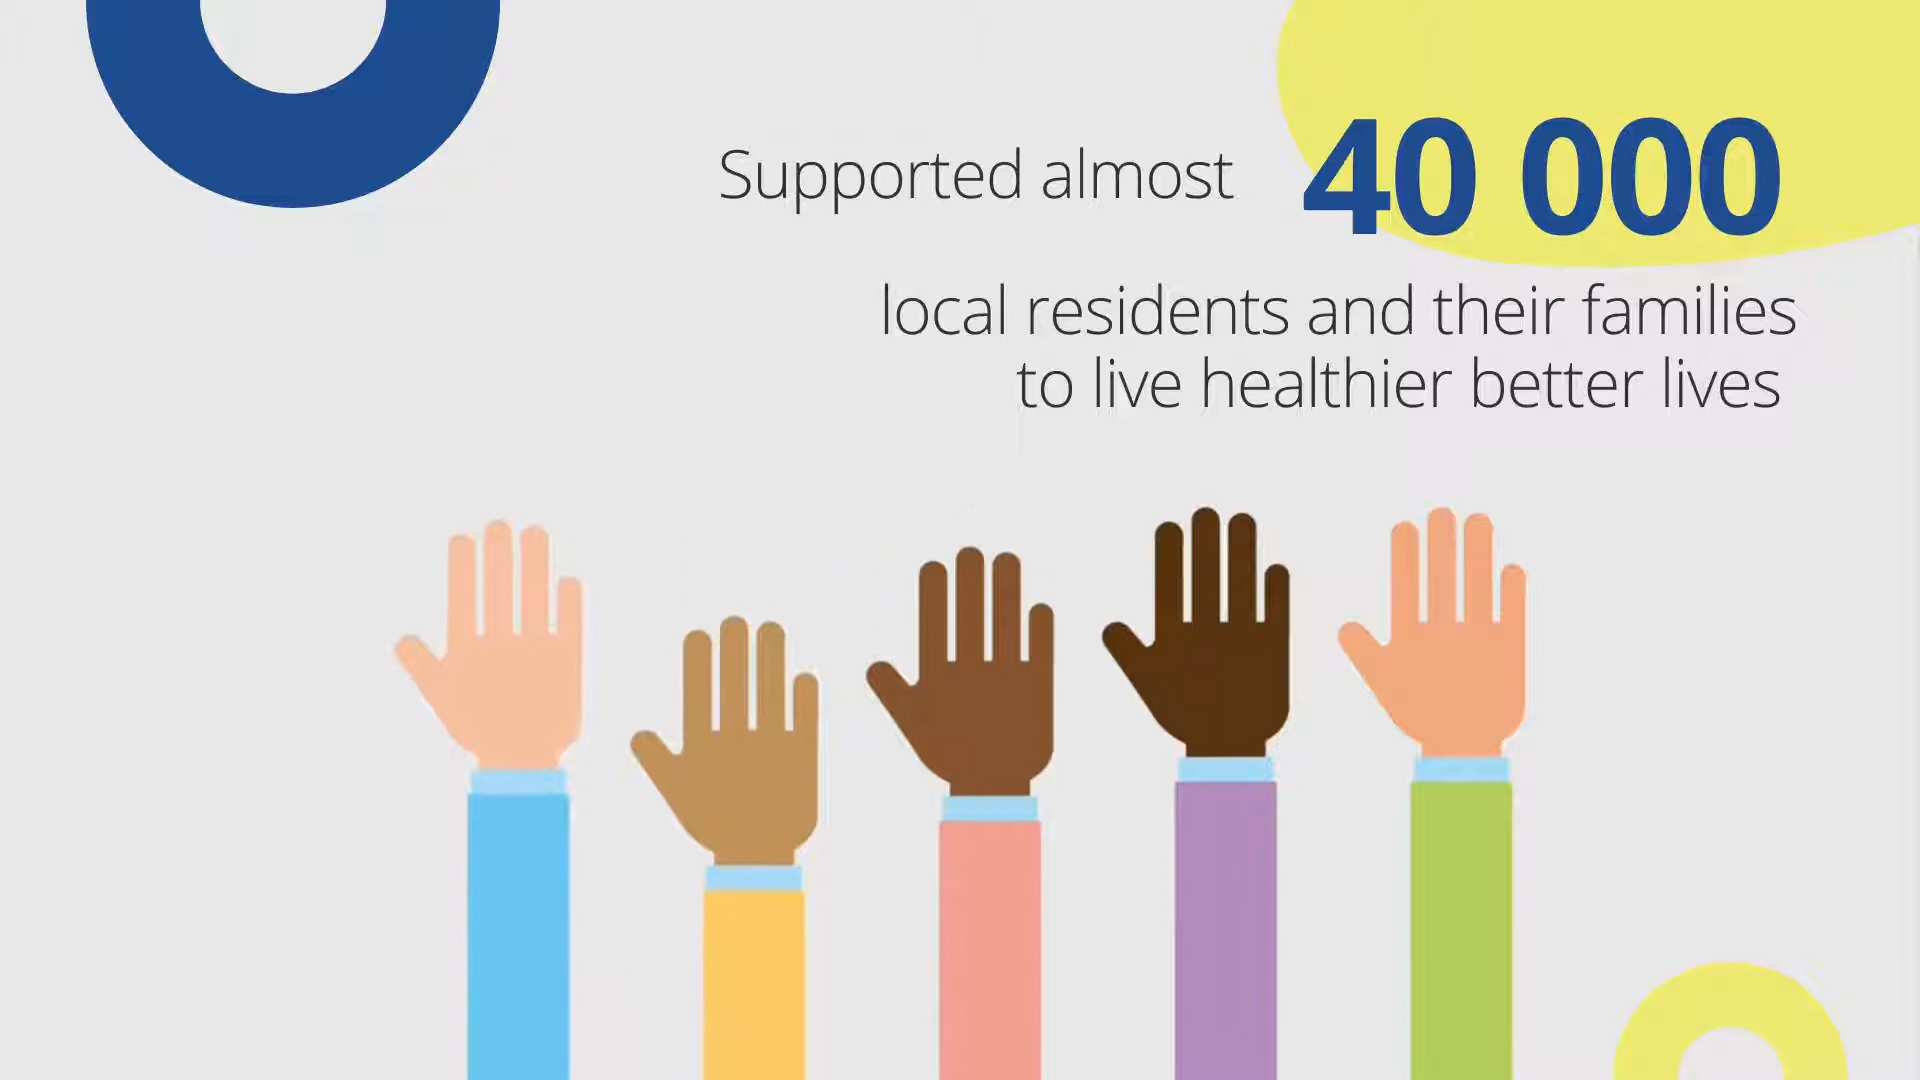 Supported almost 40 000
local residents and their families
to live healthier better lives